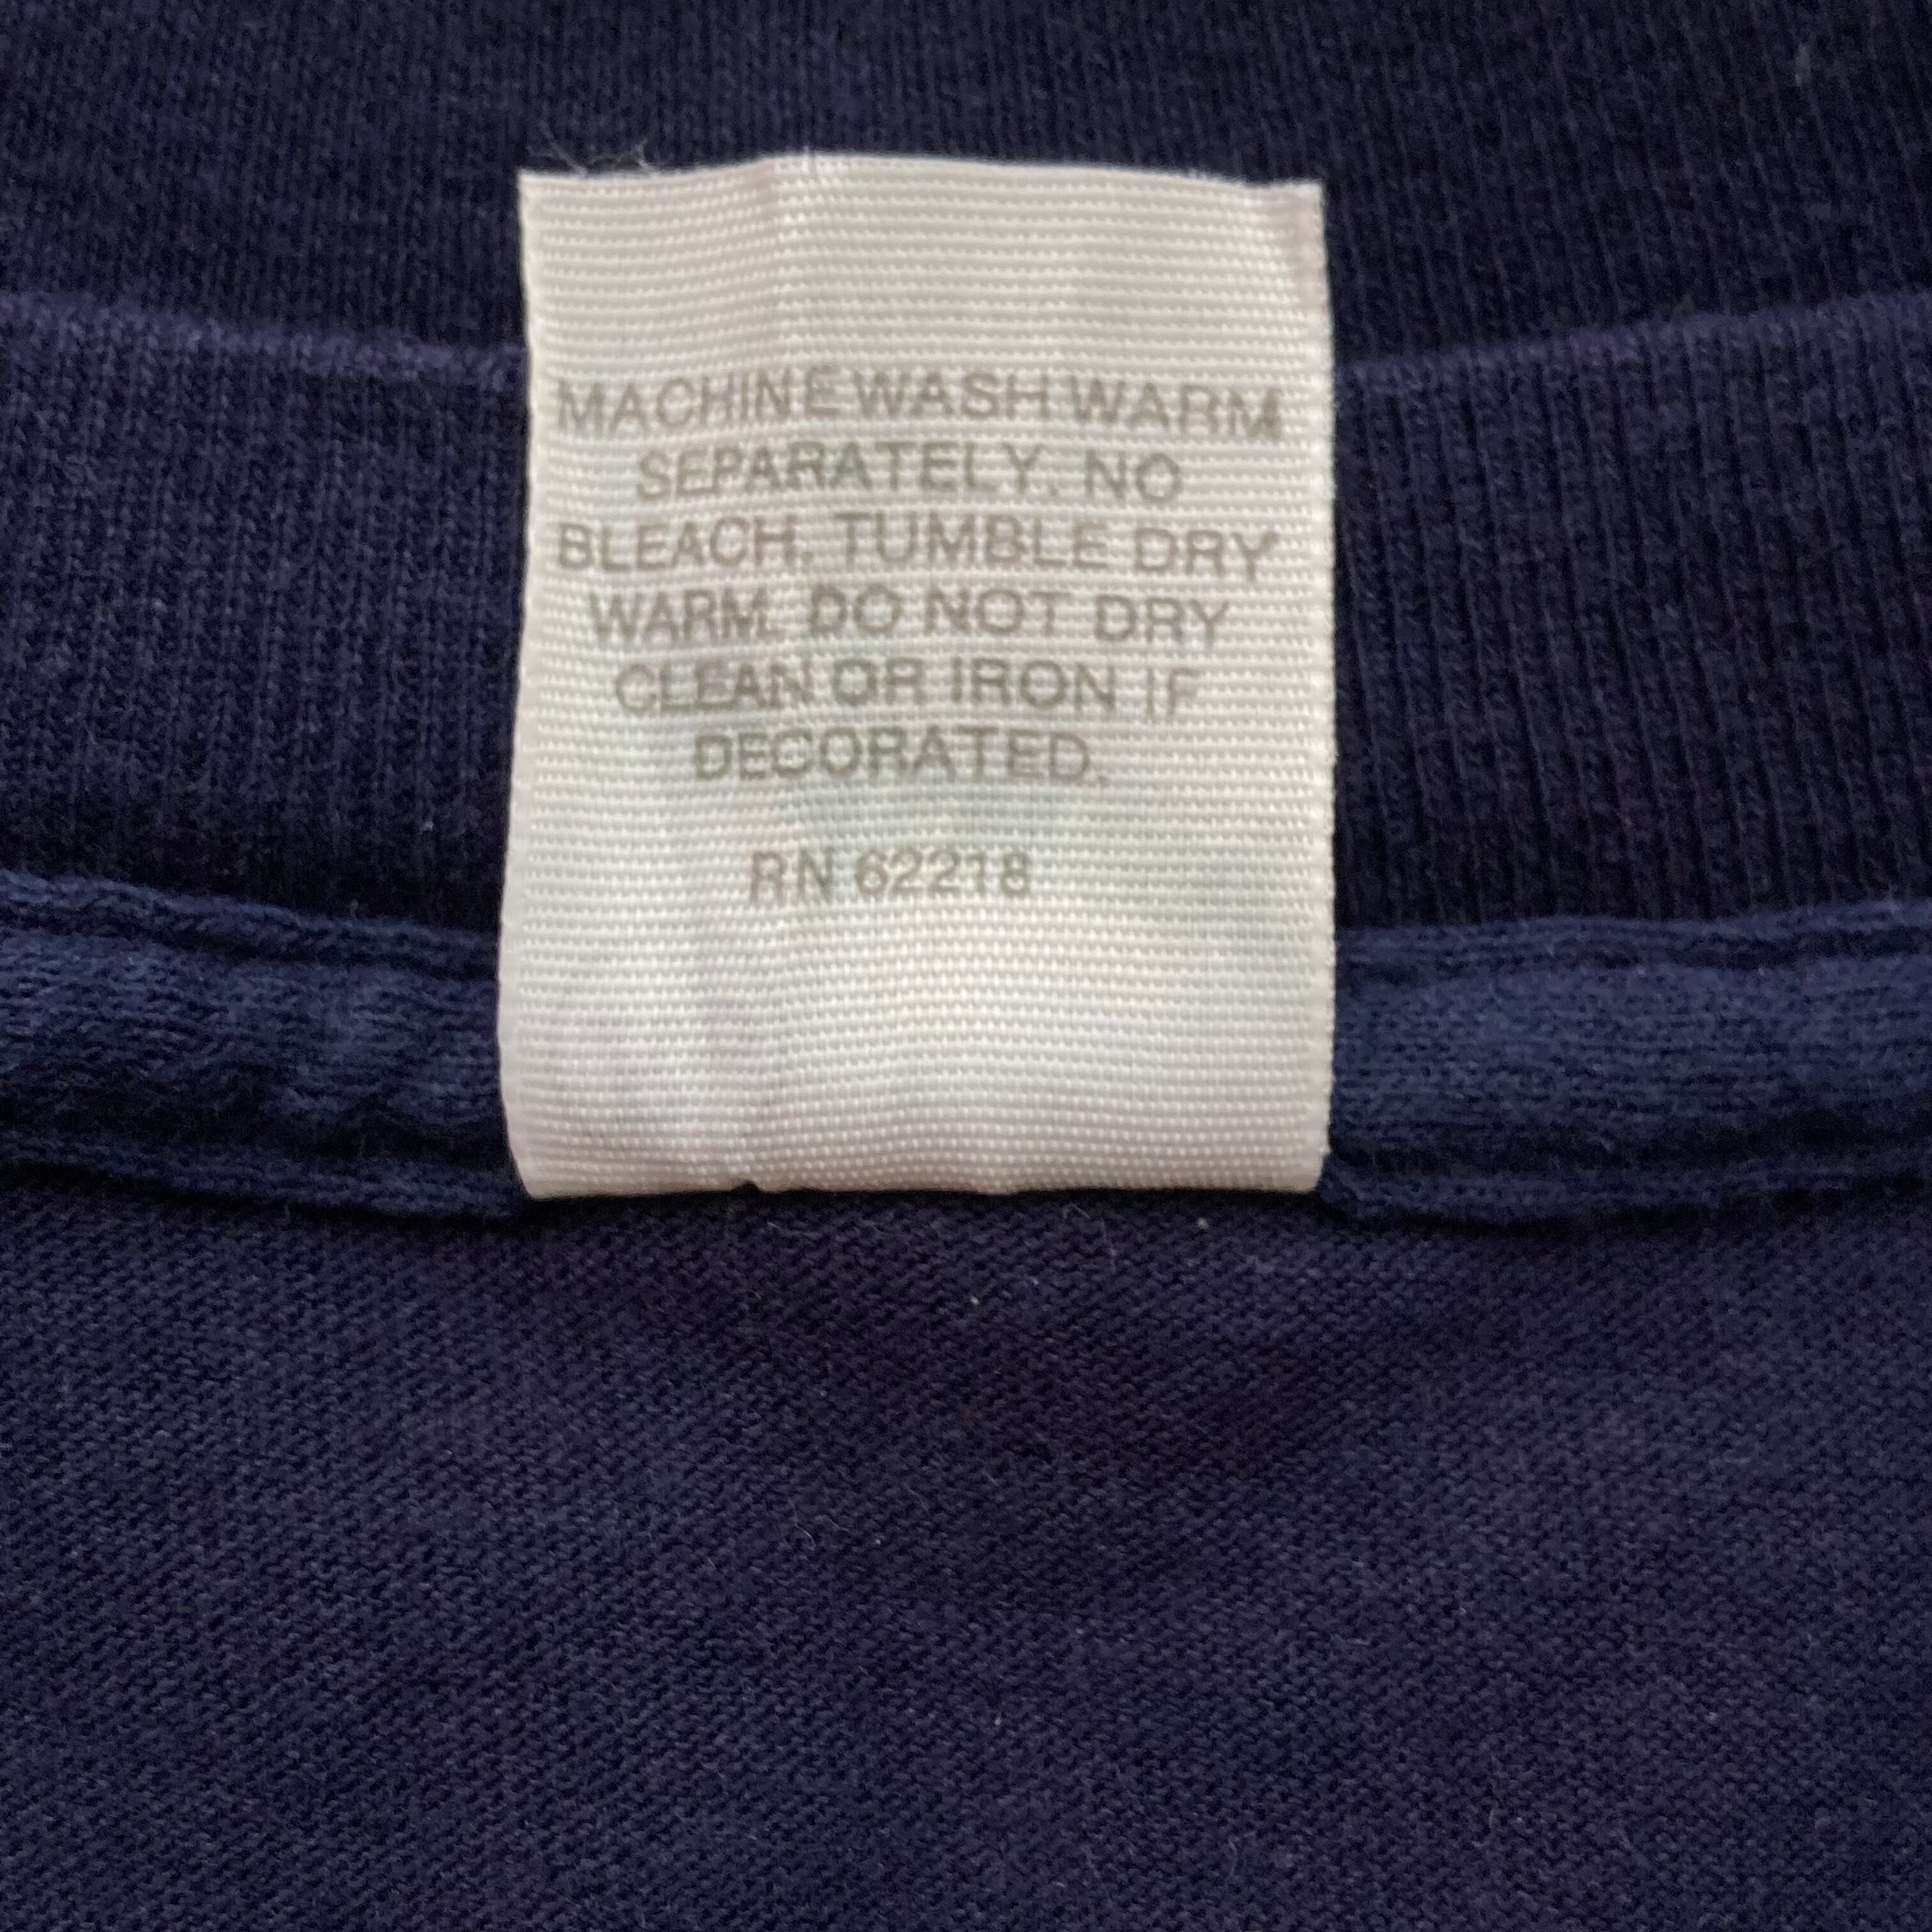 MACHINE WASH WARM
SEPARATELY. NO
BLEACH. TUMBLE DRY
WARM. DO NOT DRY
CLEAN OR IRON IF
DECORATED.
RN 62218